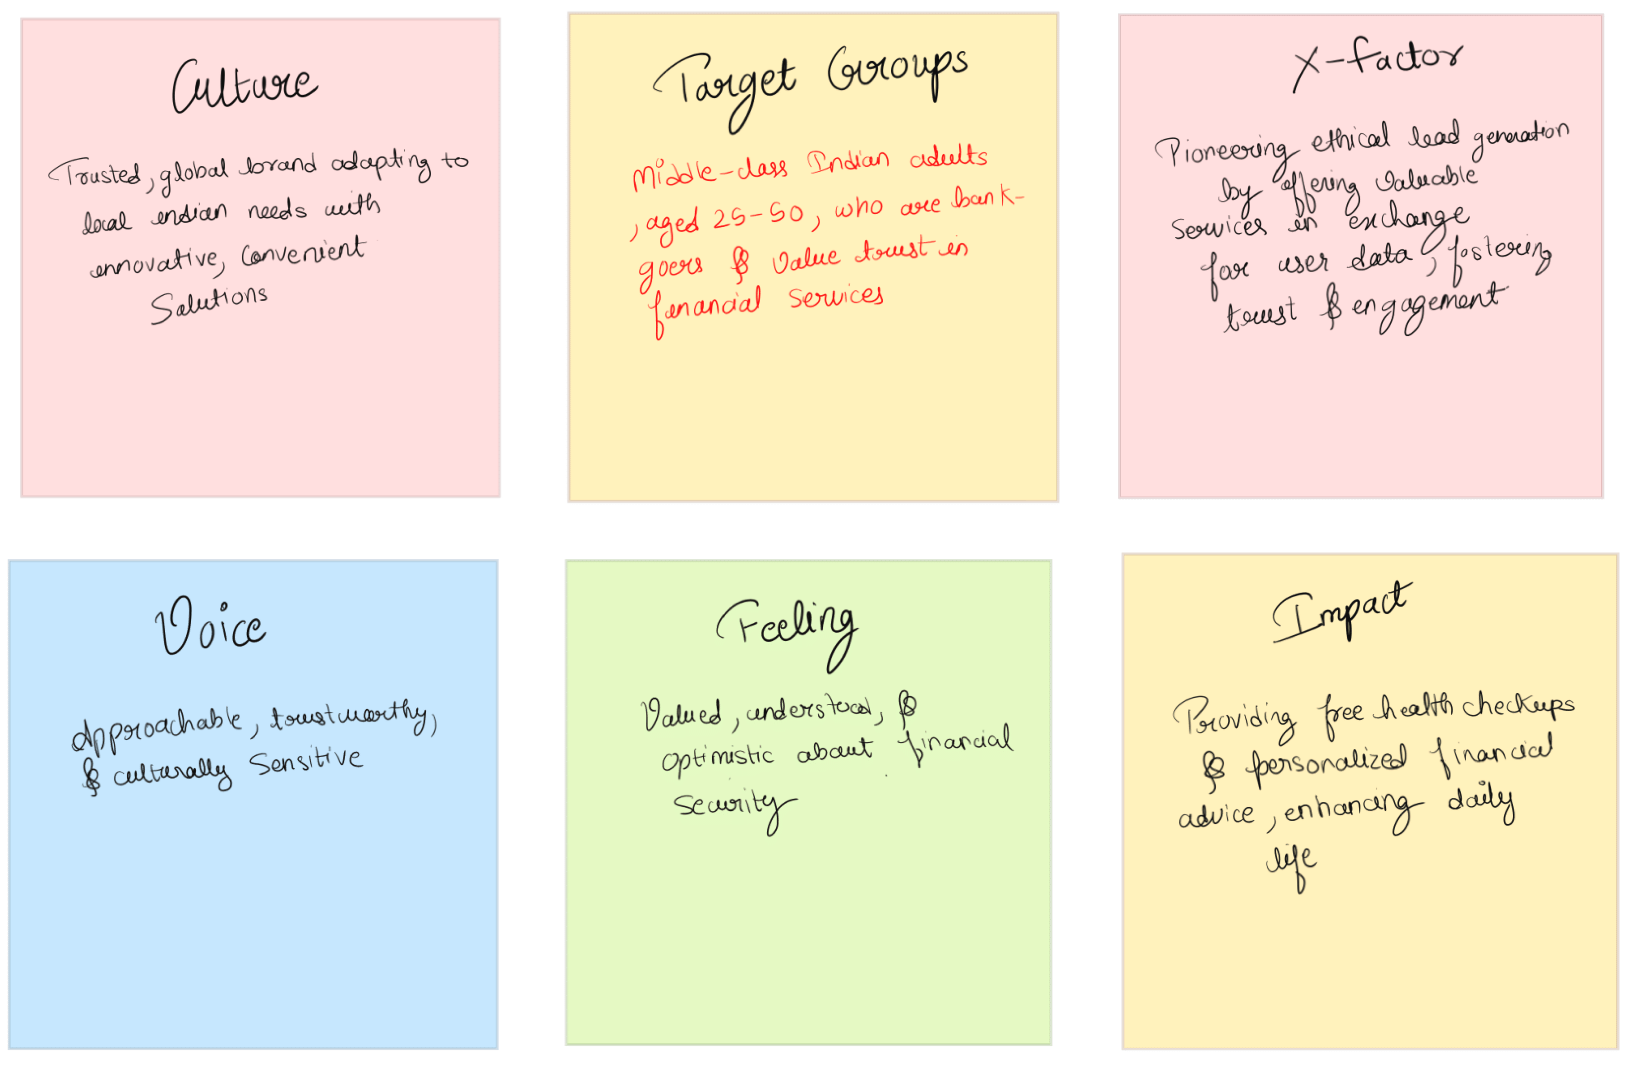 Culture
Trusted, global brand adapting to
local indian needs with
innovative, convenient
Solutions
Target Groups
Middle-class Indian adults
, aged 25-50, who are bank-
goers & value trust in
financial services
X-factor
Pioneering ethical lead generation
by offering valuable
services in exchange
for user data, fostering
trust & engagement
Voice
Approachable, trustworthy,
& culturally sensitive
Feeling
Valued, understood, &
optimistic about financial
security
Impact
Providing free health checkups
& personalized financial
advice, enhancing daily
life